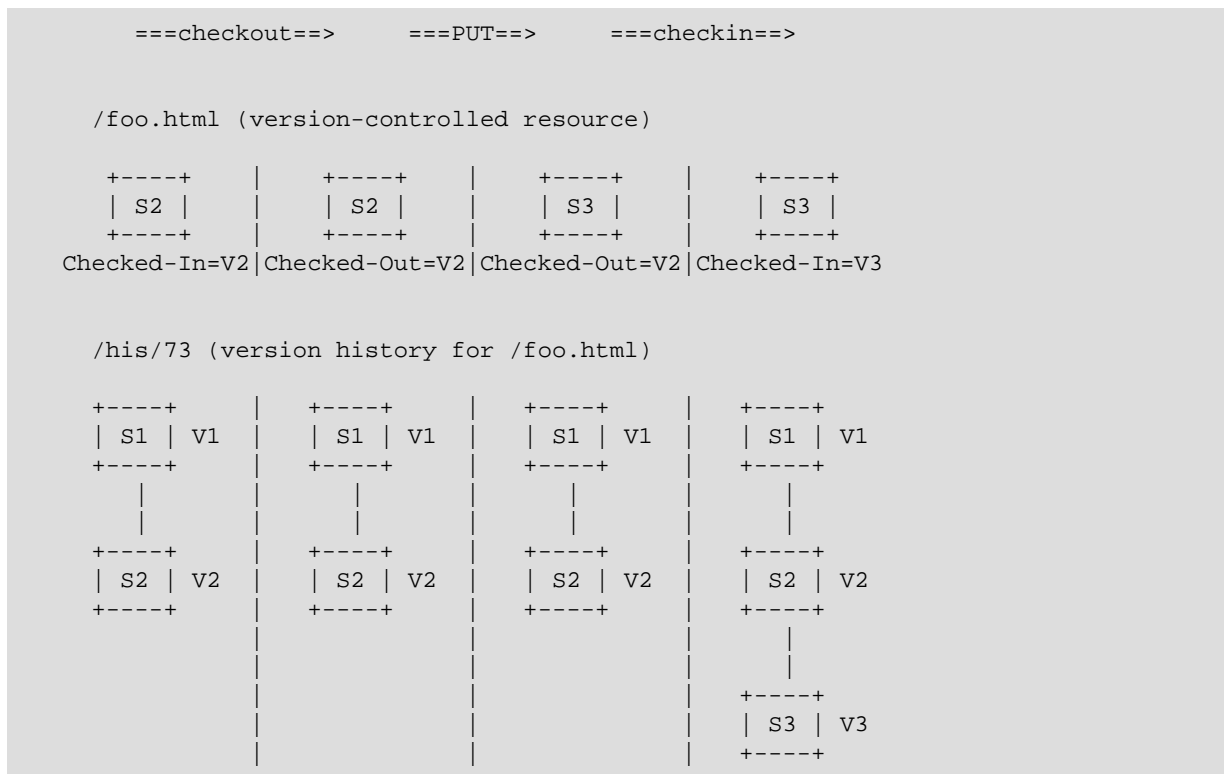 ===checkout==>      ===PUT==>      ===checkin==>
/foo.html (version-controlled resource)
+----+      |     +----+     |     +----+     |     +----+
| S2 |      |     | S2 |     |     | S3 |     |     | S3 |
+----+      |     +----+     |     +----+     |     +----+
Checked-In=V2|Checked-Out=V2|Checked-Out=V2|Checked-In=V3
/his/73 (version history for /foo.html)
+----+      |   +----+      |   +----+      |   +----+
| S1 | V1   |   | S1 | V1   |   | S1 | V1   |   | S1 | V1
+----+      |   +----+      |   +----+      |   +----+
   |        |      |        |      |        |      |
   |        |      |        |      |        |      |
+----+      |   +----+      |   +----+      |   +----+
| S2 | V2   |   | S2 | V2   |   | S2 | V2   |   | S2 | V2
+----+      |   +----+      |   +----+      |   +----+
            |               |               |      |
            |               |               |      |
            |               |               |   +----+
            |               |               |   | S3 | V3
            |               |               |   +----+